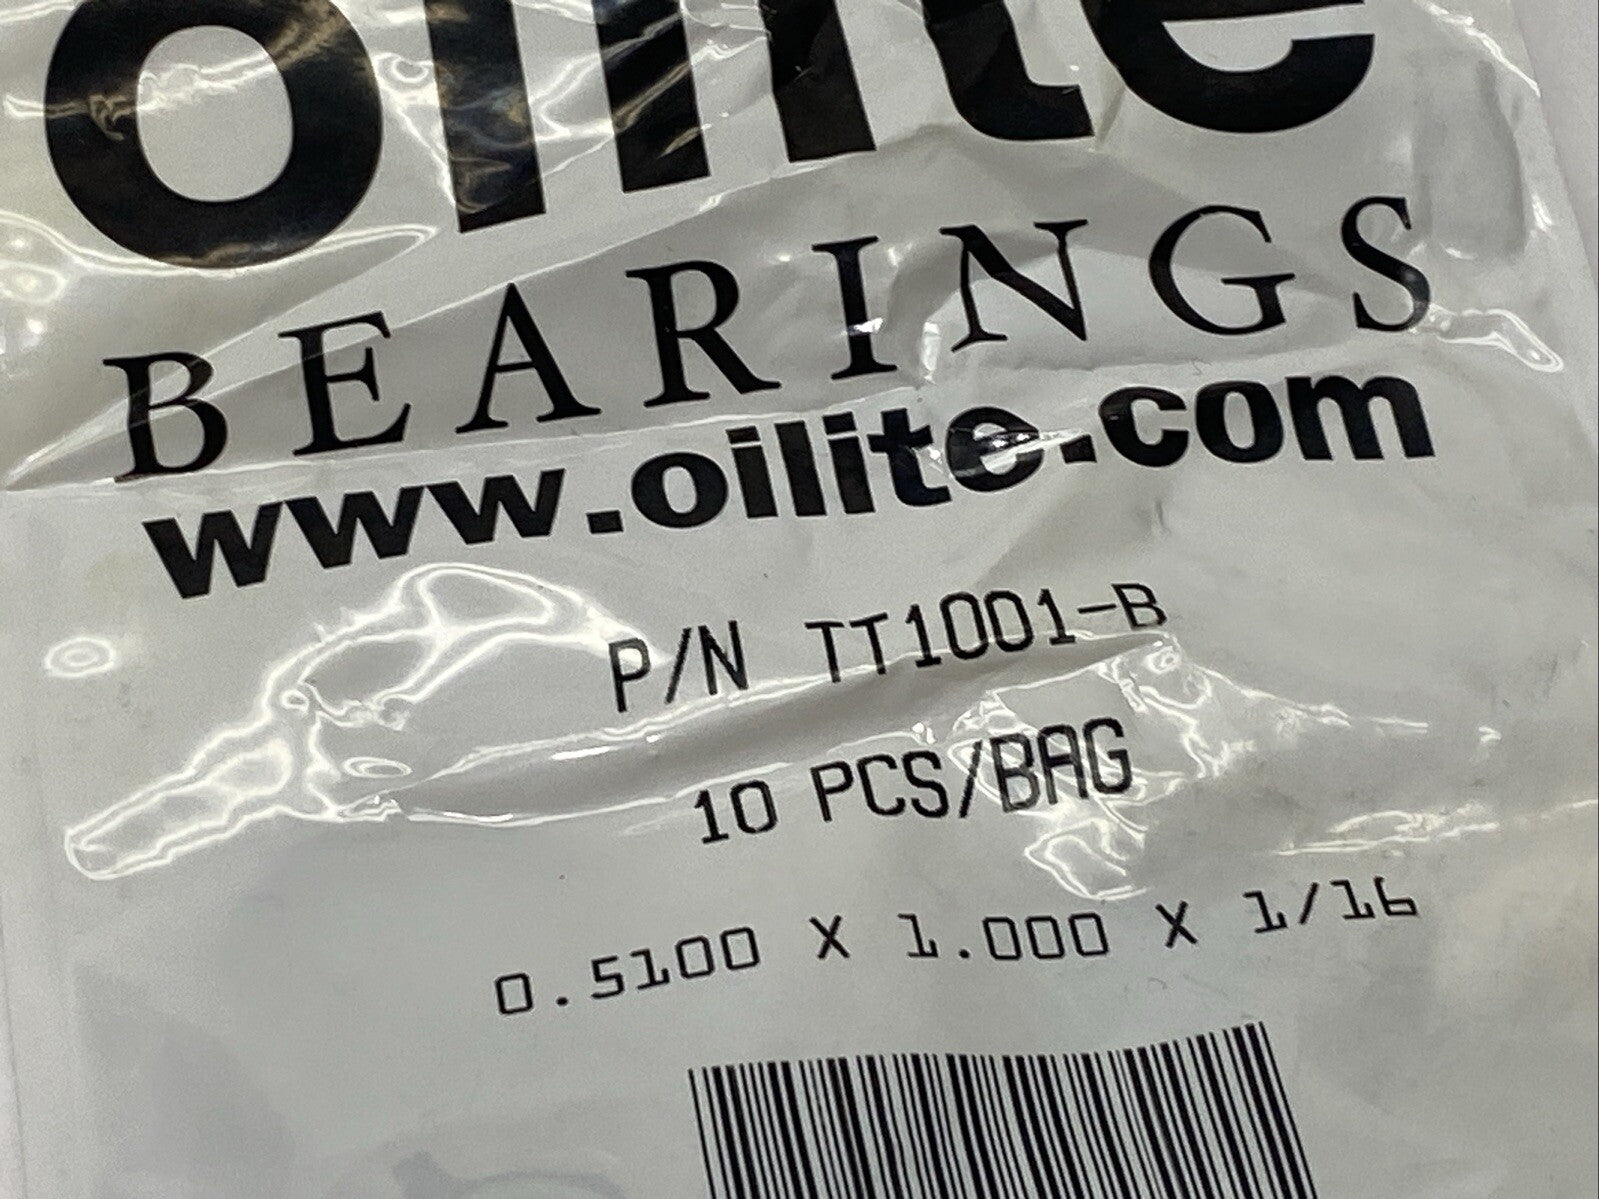 oilite
BEARINGS
www.oilite.com
P/N TT1001-B
10 PCS/BAG
0.5100 X 1.000 X 1/16